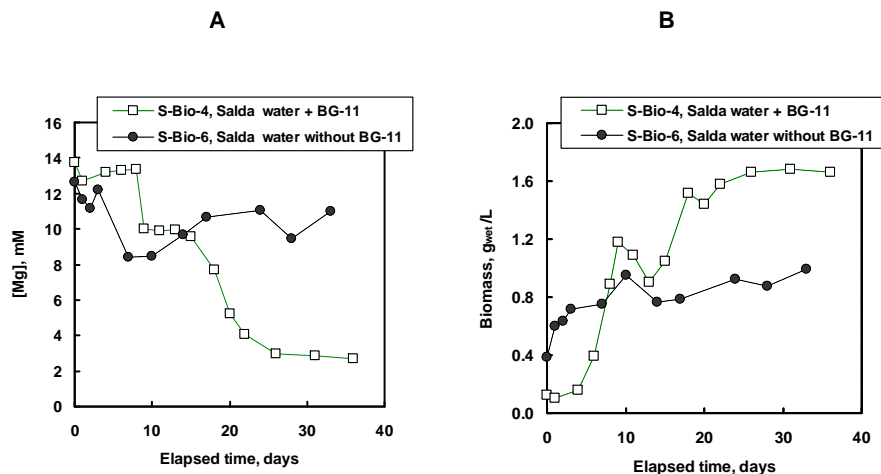 A
S-Bio-4, Salda water + BG-11
S-Bio-6, Salda water without BG-11
[Mg], mM
16
14
12
10
8
6
4
2
0
0 10 20 30 40
Elapsed time, days
B
S-Bio-4, Salda water + BG-11
S-Bio-6, Salda water without BG-11
Biomass, gwet/L
2.0
1.6
1.2
0.8
0.4
0.0
0 10 20 30 40
Elapsed time, days